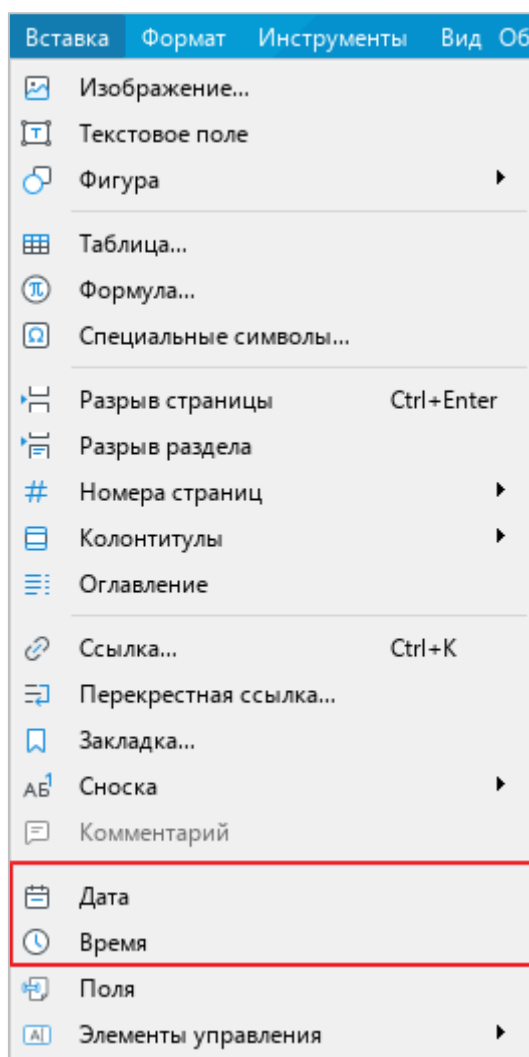 Вставка Формат Инструменты Вид Об
Изображение...
Текстовое поле
Фигура
Таблица...
Формула...
Специальные символы...
Разрыв страницы Ctrl+Enter
Разрыв раздела
Номера страниц
Колонтитулы
Оглавление
Ссылка... Ctrl+K
Перекрестная ссылка...
Закладка...
Сноска
Комментарий
Дата
Время
Поля
Элементы управления